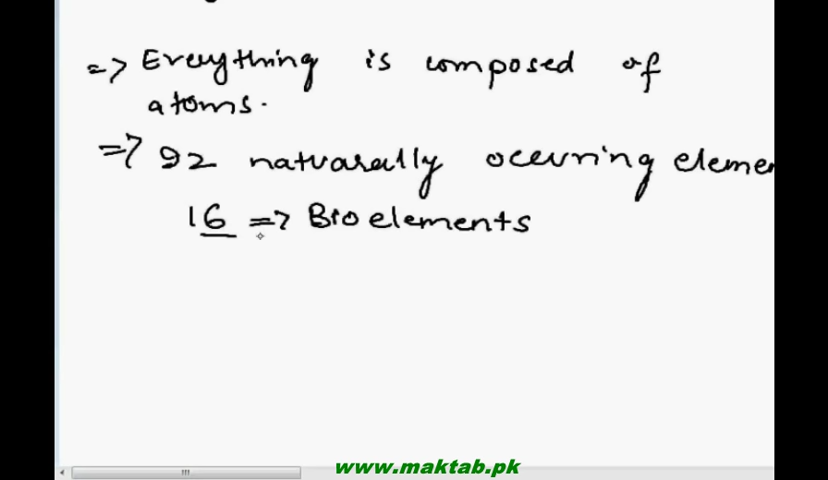 => Everything is composed of
atoms.
=> 92 naturally occurring elemen
16 => Bio elements
www.maktab.pk